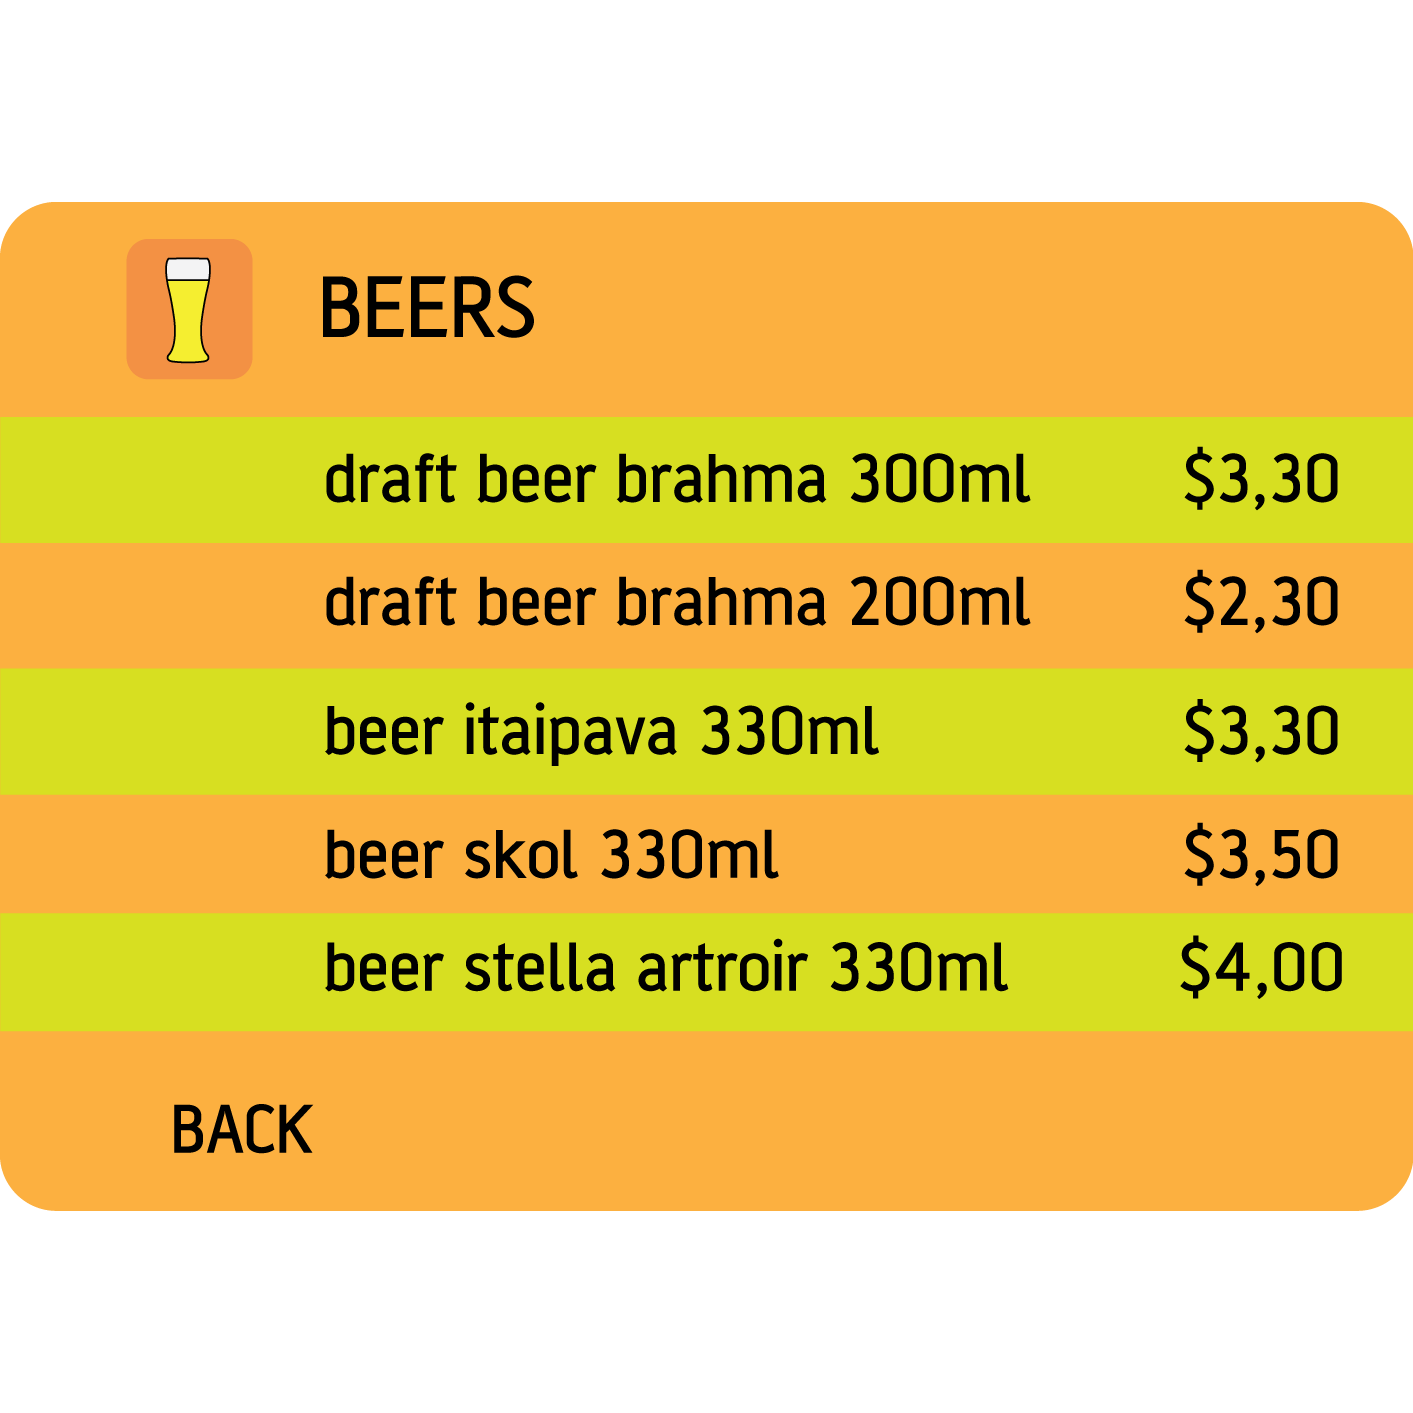 BEERS
draft beer brahma 300ml $3,30
draft beer brahma 200ml $2,30
beer itaipava 330ml $3,30
beer skol 330ml $3,50
beer stella artroir 330ml $4,00
BACK